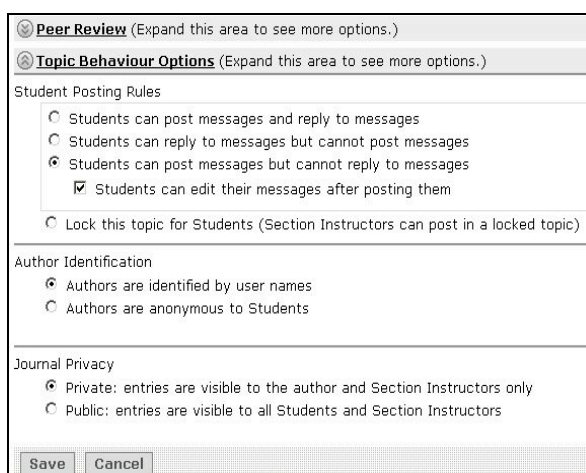 Peer Review (Expand this area to see more options.)
Topic Behaviour Options (Expand this area to see more options.)
Student Posting Rules
Students can post messages and reply to messages
Students can reply to messages but cannot post messages
Students can post messages but cannot reply to messages
Students can edit their messages after posting them
Lock this topic for Students (Section Instructors can post in a locked topic)
Author Identification
Authors are identified by user names
Authors are anonymous to Students
Journal Privacy
Private: entries are visible to the author and Section Instructors only
Public: entries are visible to all Students and Section Instructors
Save Cancel